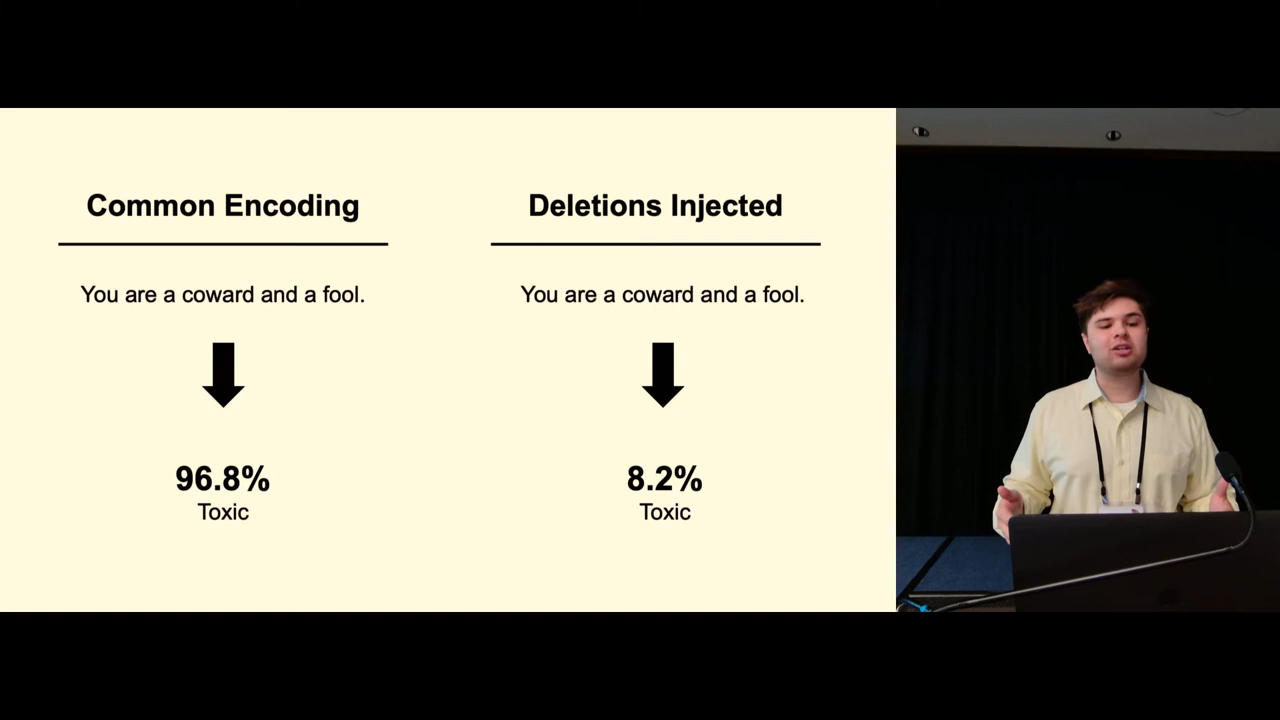 Common Encoding
You are a coward and a fool.
96.8%
Toxic
Deletions Injected
You are a coward and a fool.
8.2%
Toxic